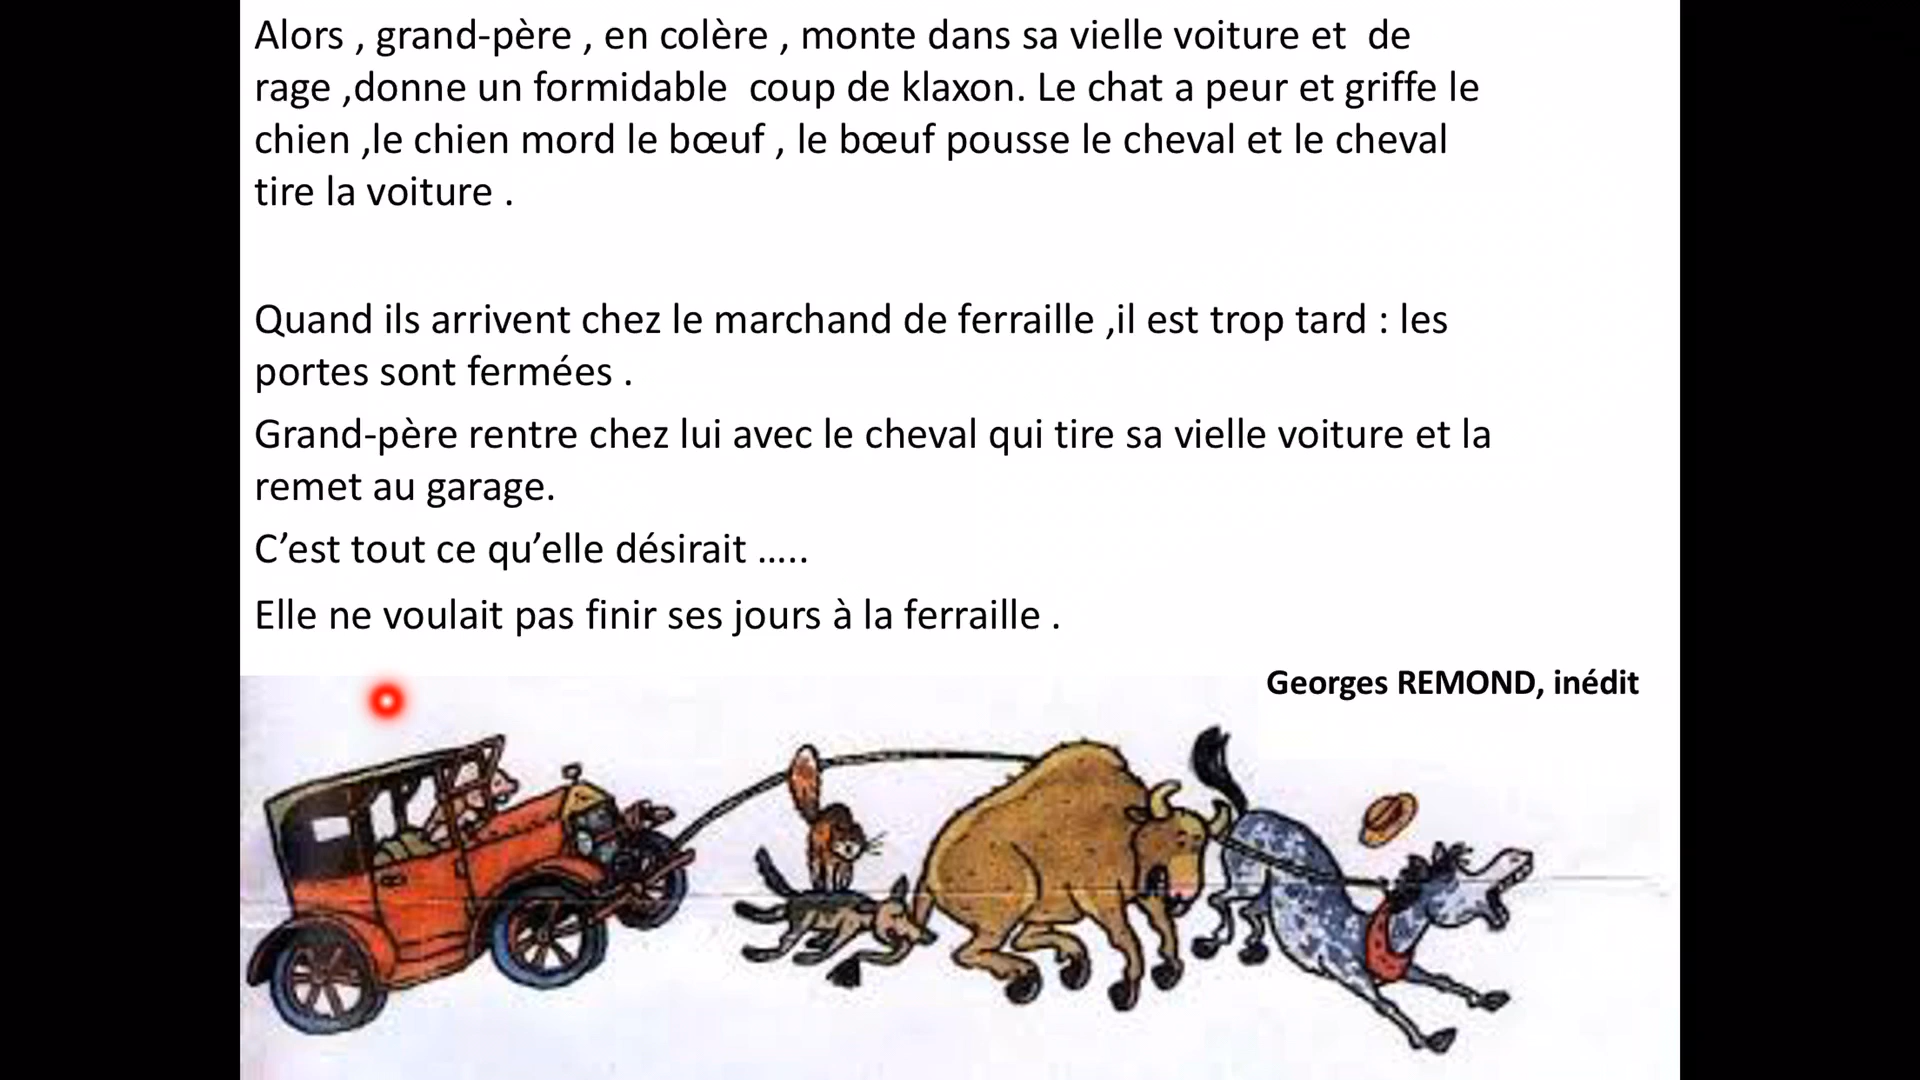 Alors , grand-père , en colère , monte dans sa vielle voiture et  de
rage ,donne un formidable  coup de klaxon. Le chat a peur et griffe le
chien ,le chien mord le bœuf , le bœuf pousse le cheval et le cheval
tire la voiture .
Quand ils arrivent chez le marchand de ferraille ,il est trop tard : les
portes sont fermées .
Grand-père rentre chez lui avec le cheval qui tire sa vielle voiture et la
remet au garage.
C’est tout ce qu’elle désirait …..
Elle ne voulait pas finir ses jours à la ferraille .
Georges REMOND, inédit